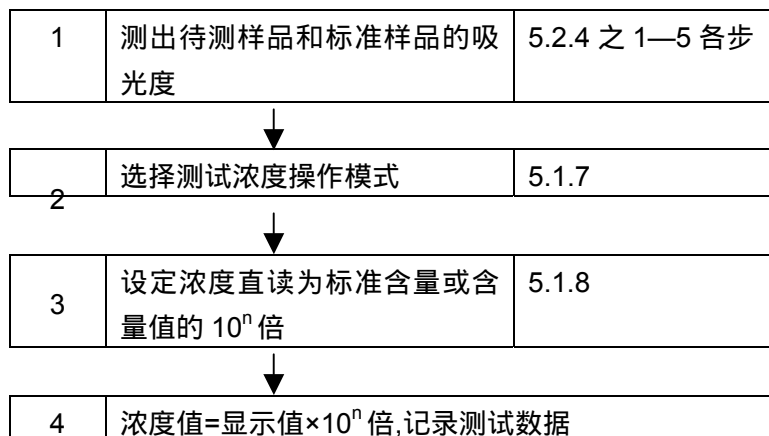 1 测出待测样品和标准样品的吸 5.2.4 之 1—5 各步
光度
选择测试浓度操作模式 5.1.7
2
设定浓度直读为标准含量或含 5.1.8
3
量值的 10ⁿ 倍
4 浓度值=显示值×10ⁿ 倍,记录测试数据